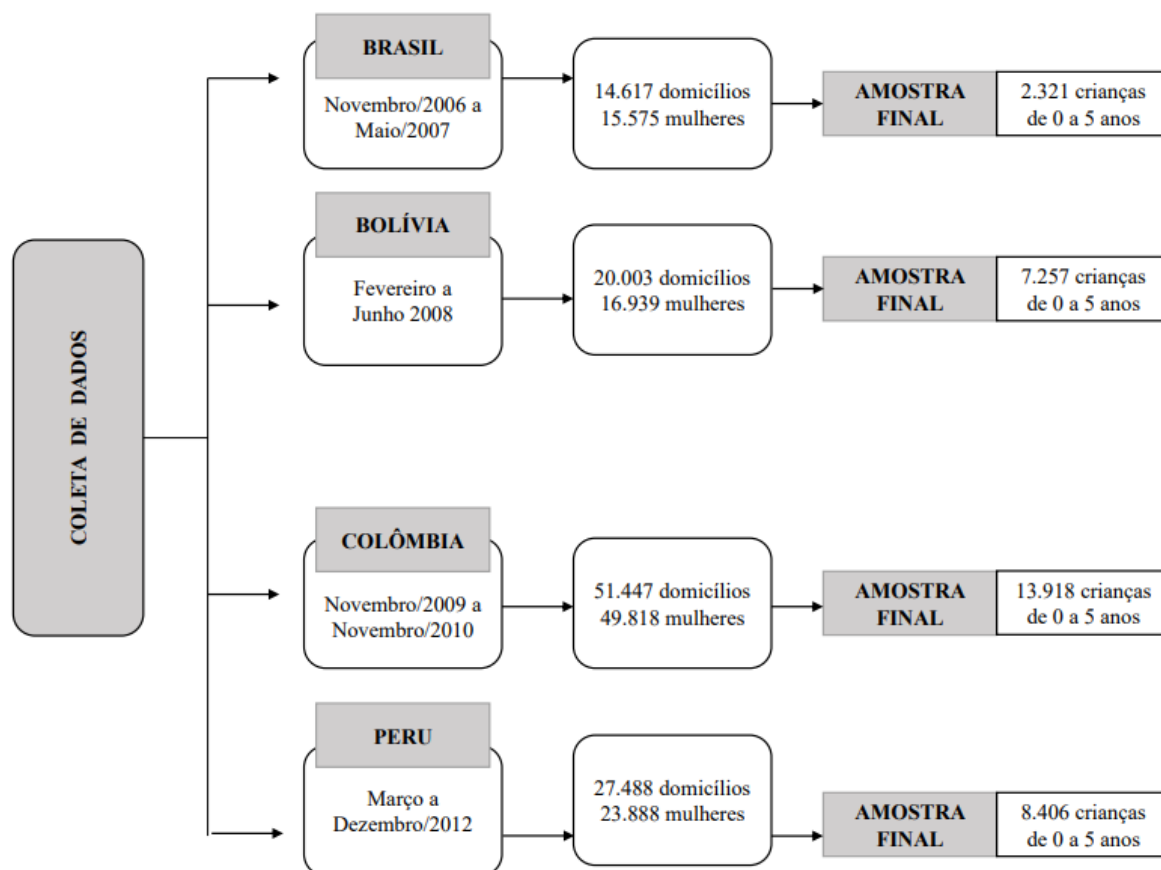 COLETA DE DADOS
BRASIL
Novembro/2006 a
Maio/2007
14.617 domicílios
15.575 mulheres
AMOSTRA
FINAL
2.321 crianças
de 0 a 5 anos
BOLÍVIA
Fevereiro a
Junho 2008
20.003 domicílios
16.939 mulheres
AMOSTRA
FINAL
7.257 crianças
de 0 a 5 anos
COLÔMBIA
Novembro/2009 a
Novembro/2010
51.447 domicílios
49.818 mulheres
AMOSTRA
FINAL
13.918 crianças
de 0 a 5 anos
PERU
Março a
Dezembro/2012
27.488 domicílios
23.888 mulheres
AMOSTRA
FINAL
8.406 crianças
de 0 a 5 anos